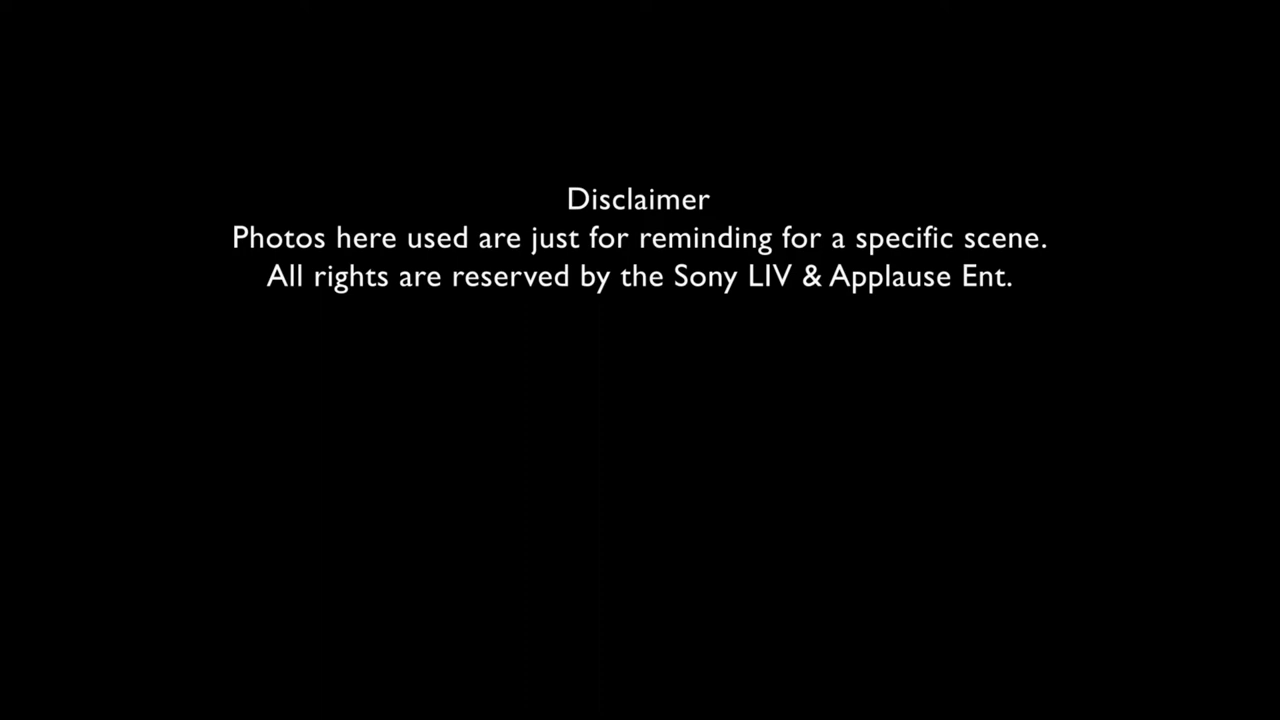 Disclaimer
Photos here used are just for reminding for a specific scene.
All rights are reserved by the Sony LIV & Applause Ent.